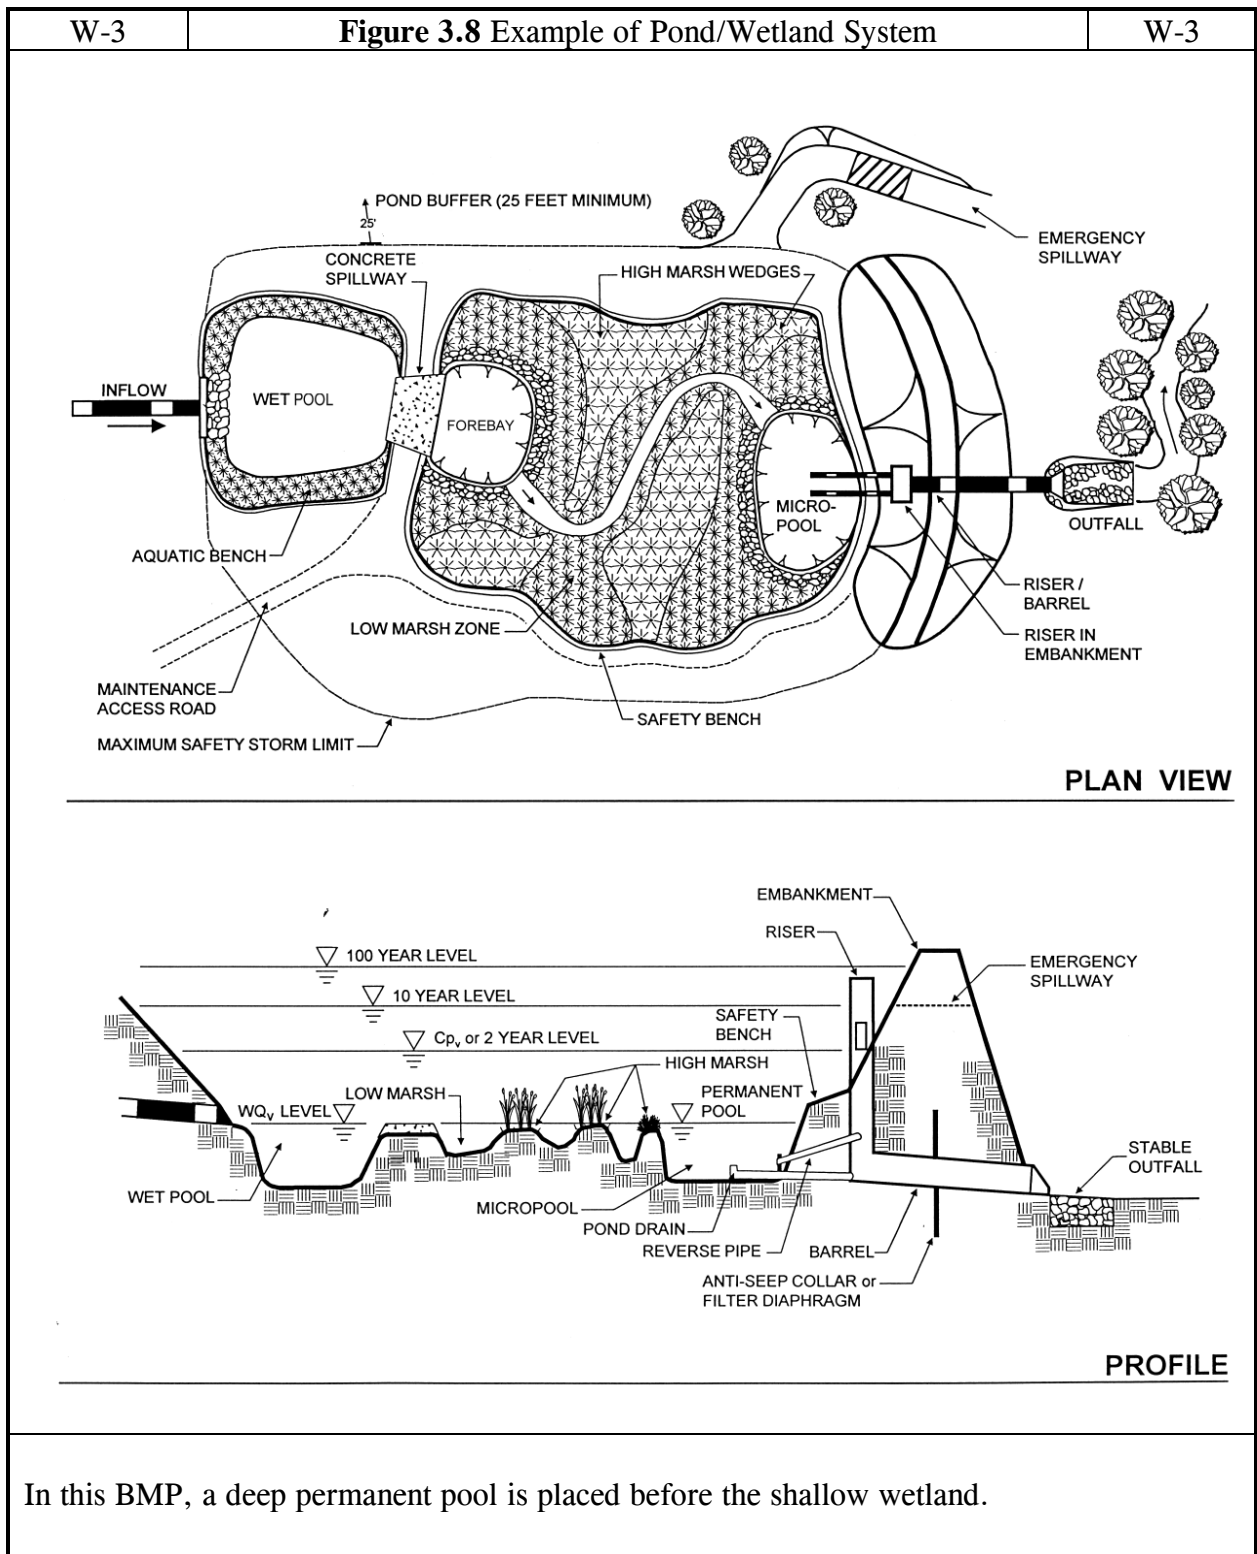 W-3
Figure 3.8 Example of Pond/Wetland System
W-3
POND BUFFER (25 FEET MINIMUM)
25'
CONCRETE
SPILLWAY
HIGH MARSH WEDGES
EMERGENCY
SPILLWAY
INFLOW
WET POOL
FOREBAY
MICRO-
POOL
OUTFALL
AQUATIC BENCH
RISER /
BARREL
LOW MARSH ZONE
RISER IN
EMBANKMENT
MAINTENANCE
ACCESS ROAD
SAFETY BENCH
MAXIMUM SAFETY STORM LIMIT
PLAN VIEW
EMBANKMENT
RISER
100 YEAR LEVEL
EMERGENCY
SPILLWAY
10 YEAR LEVEL
SAFETY
BENCH
Cpv or 2 YEAR LEVEL
HIGH MARSH
LOW MARSH
PERMANENT
POOL
WQv LEVEL
STABLE
OUTFALL
WET POOL
MICROPOOL
POND DRAIN
REVERSE PIPE
BARREL
ANTI-SEEP COLLAR or
FILTER DIAPHRAGM
PROFILE
In this BMP, a deep permanent pool is placed before the shallow wetland.